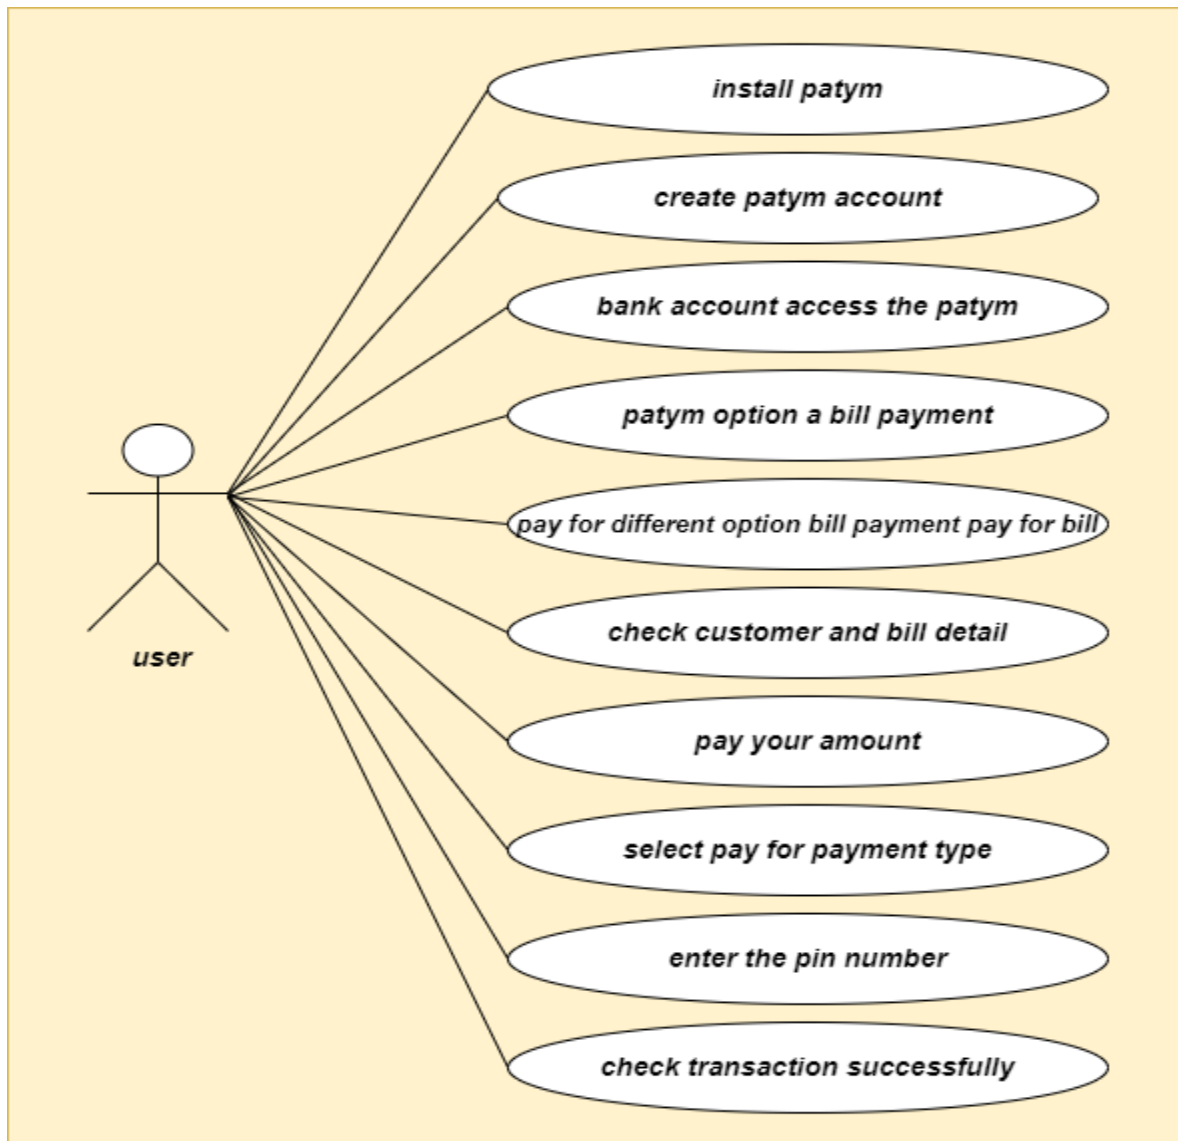 install patym
create patym account
bank account access the patym
patym option a bill payment
pay for different option bill payment pay for bill
check customer and bill detail
user
pay your amount
select pay for payment type
enter the pin number
check transaction successfully